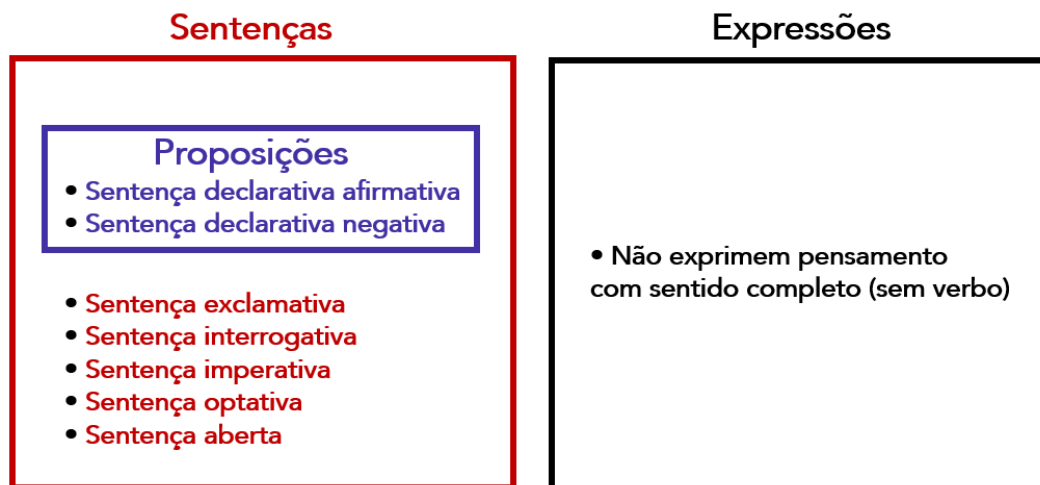 Sentenças
Proposições
• Sentença declarativa afirmativa
• Sentença declarativa negativa
• Sentença exclamativa
• Sentença interrogativa
• Sentença imperativa
• Sentença optativa
• Sentença aberta
Expressões
• Não exprimem pensamento
com sentido completo (sem verbo)